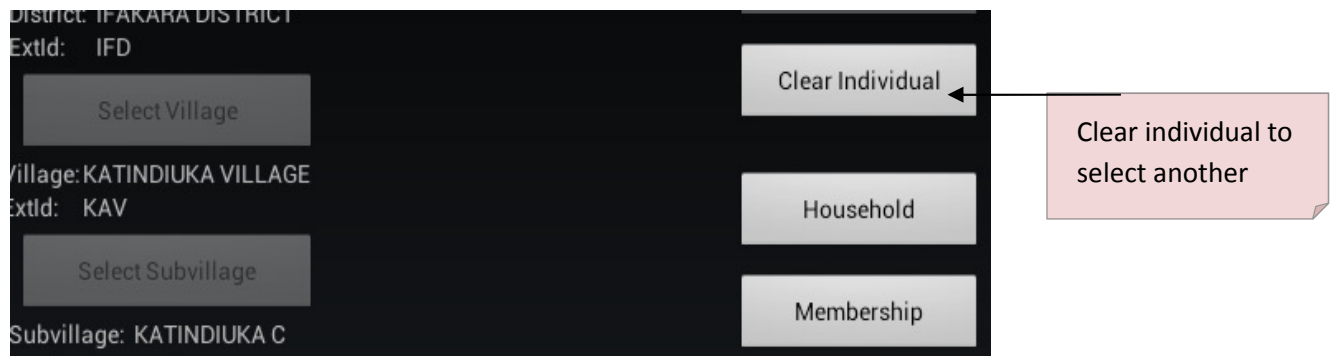 District: IFAKARA DISTRICT
ExtId: IFD
Select Village
Village: KATINDIUKA VILLAGE
ExtId: KAV
Select Subvillage
Subvillage: KATINDIUKA C
Clear Individual
Household
Membership
Clear individual to
select another